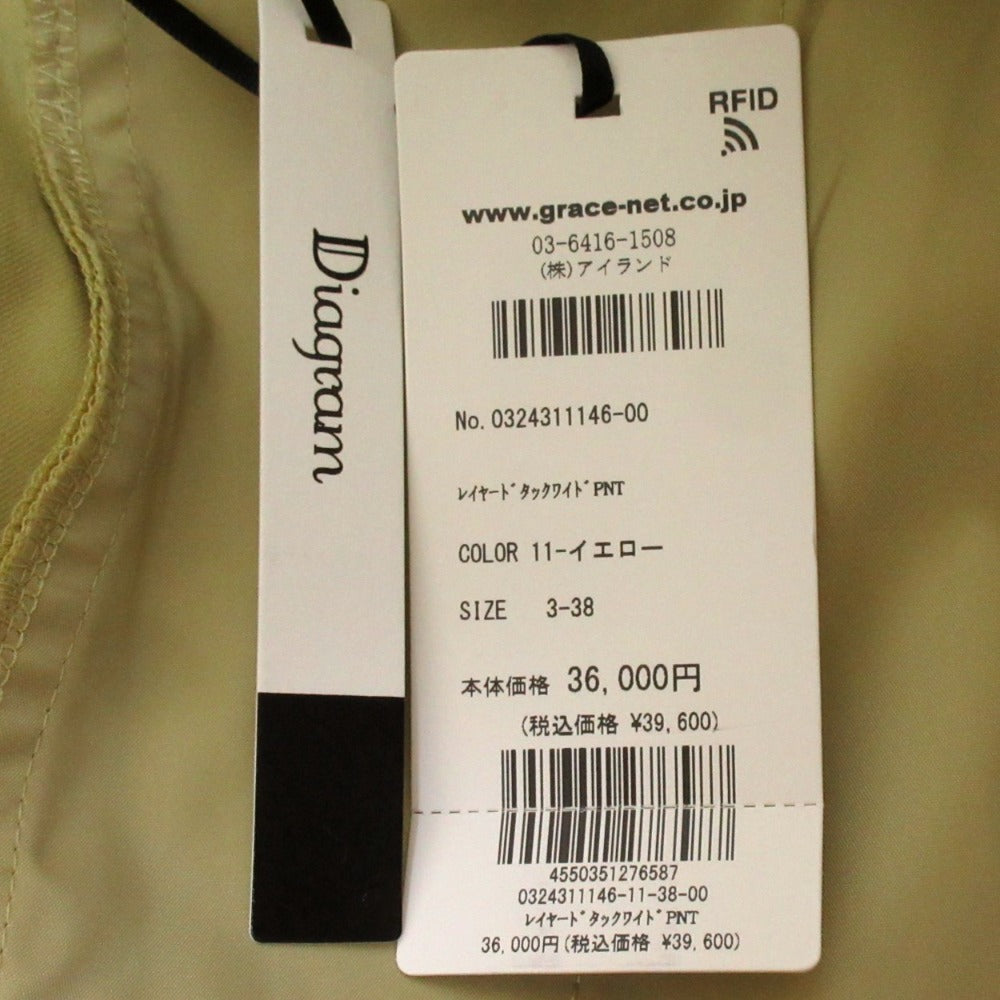 Diagram
RFID
www.grace-net.co.jp
03-6416-1508
(株)アイランド
No. 0324311146-00
ﾚｲﾔｰﾄﾞﾀｯｸﾜｲﾄﾞPNT
COLOR 11-イエロー
SIZE 3-38
本体価格 36,000円
(税込価格 ¥39,600)
4550351276587
0324311146-11-38-00
ﾚｲﾔｰﾄﾞﾀｯｸﾜｲﾄﾞPNT
36,000円(税込価格 ¥39,600)